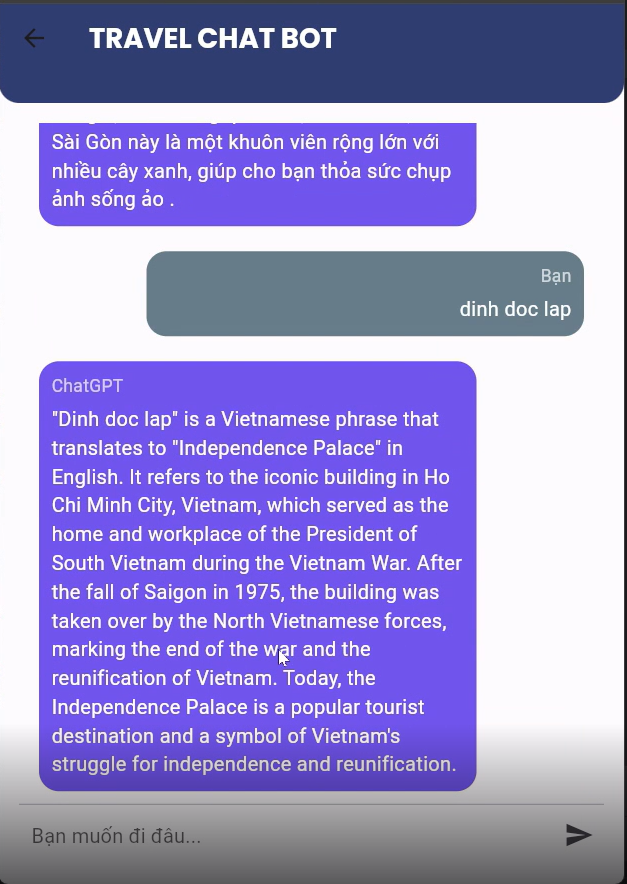 TRAVEL CHAT BOT
Sài Gòn này là một khuôn viên rộng lớn với
nhiều cây xanh, giúp cho bạn thỏa sức chụp
ảnh sống ảo .
Bạn
dinh doc lap
ChatGPT
"Dinh doc lap" is a Vietnamese phrase that
translates to "Independence Palace" in
English. It refers to the iconic building in Ho
Chi Minh City, Vietnam, which served as the
home and workplace of the President of
South Vietnam during the Vietnam War. After
the fall of Saigon in 1975, the building was
taken over by the North Vietnamese forces,
marking the end of the war and the
reunification of Vietnam. Today, the
Independence Palace is a popular tourist
destination and a symbol of Vietnam's
struggle for independence and reunification.
Bạn muốn đi đâu...